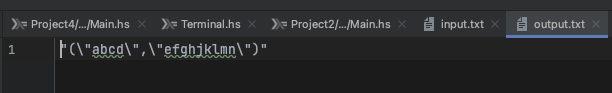 Project4/.../Main.hs × Terminal.hs × Project2/.../Main.hs × input.txt × output.txt ×
1 "(\"abcd\",\"efghjklmn\")"